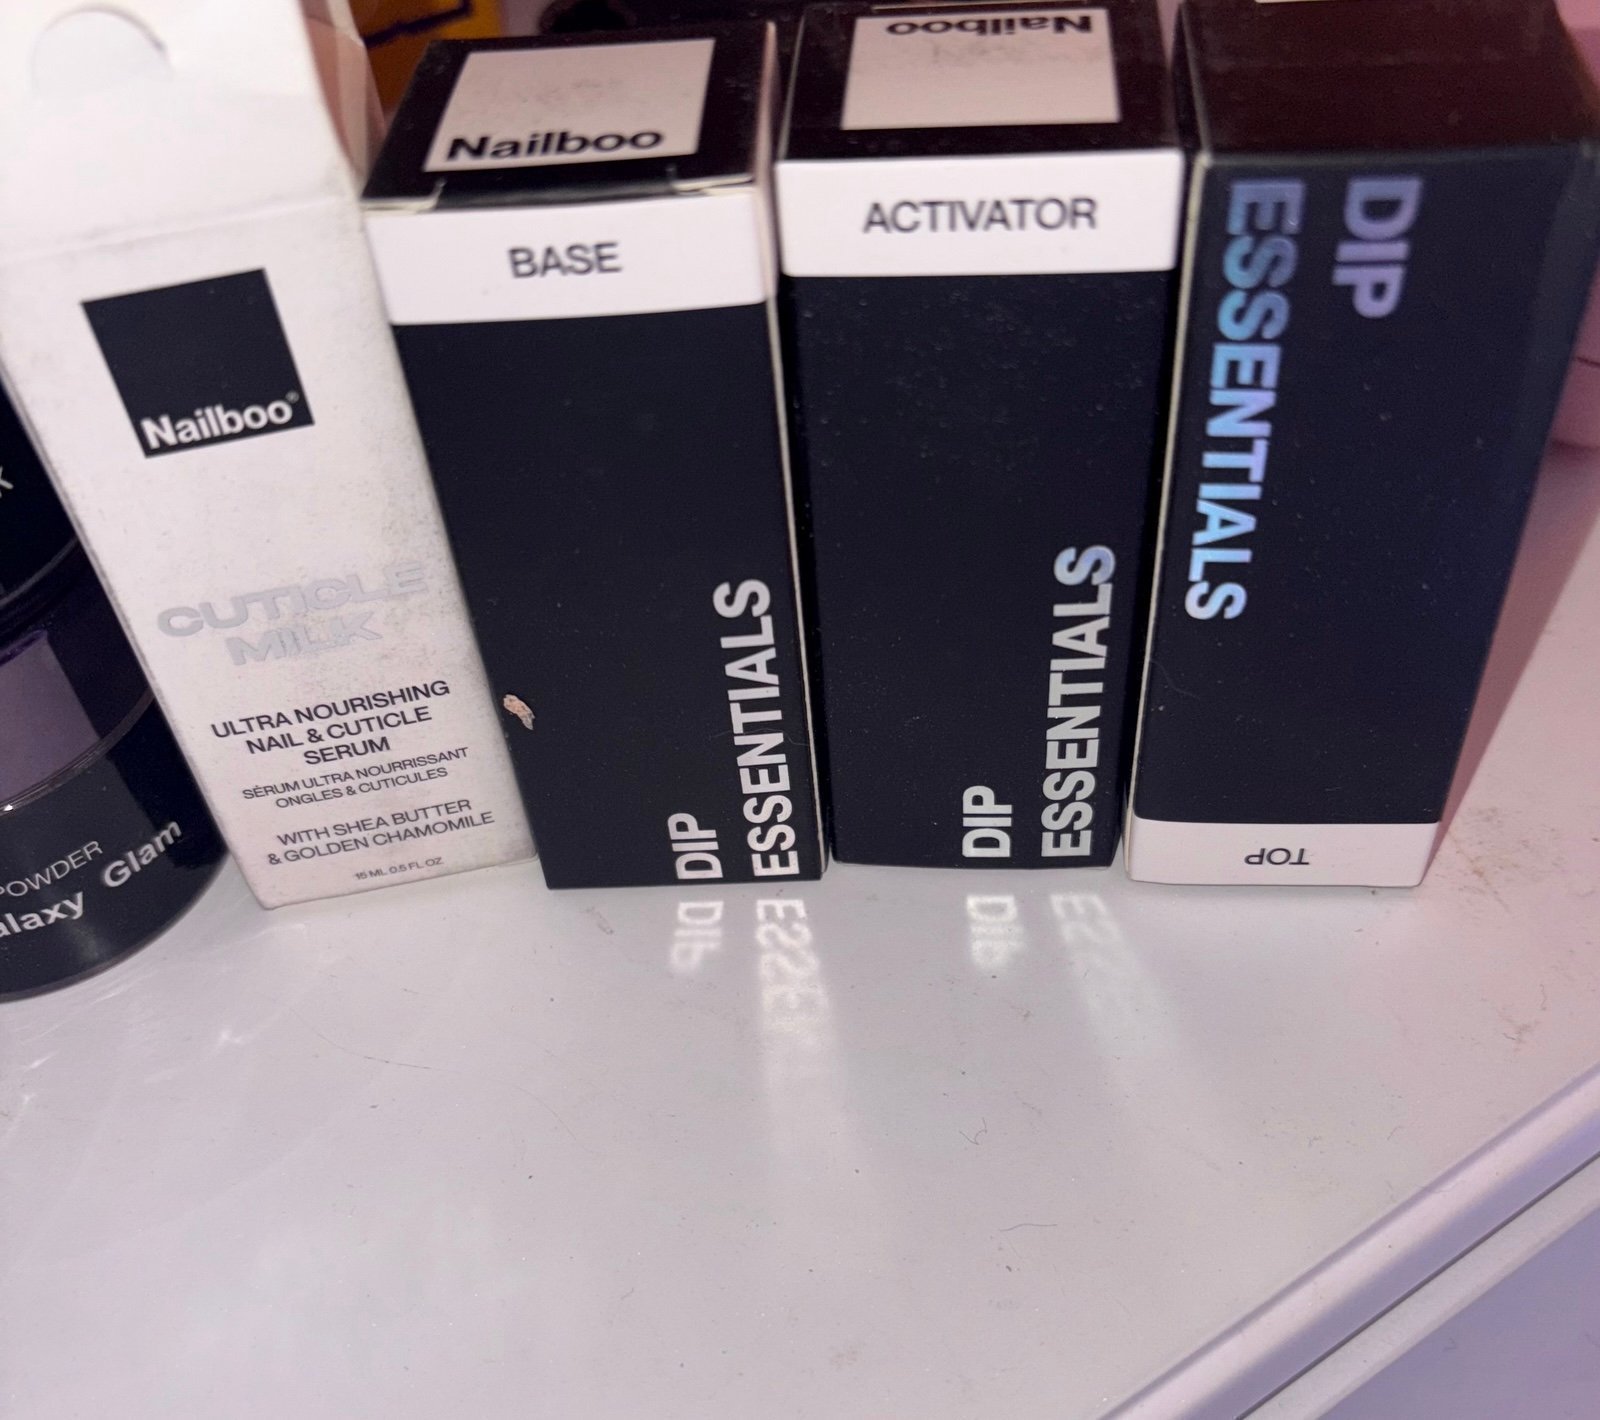 POWDER
Glam
Nailboo®
CUTICLE
MILK
ULTRA NOURISHING
NAIL & CUTICLE
SERUM
SÉRUM ULTRA NOURRISSANT
ONGLES & CUTICULES
WITH SHEA BUTTER
& GOLDEN CHAMOMILE
15 ML 0.5 FL OZ
Nailboo
BASE
DIP
ESSENTIALS
Nailboo
ACTIVATOR
DIP
ESSENTIALS
DIP
ESSENTIALS
TOP